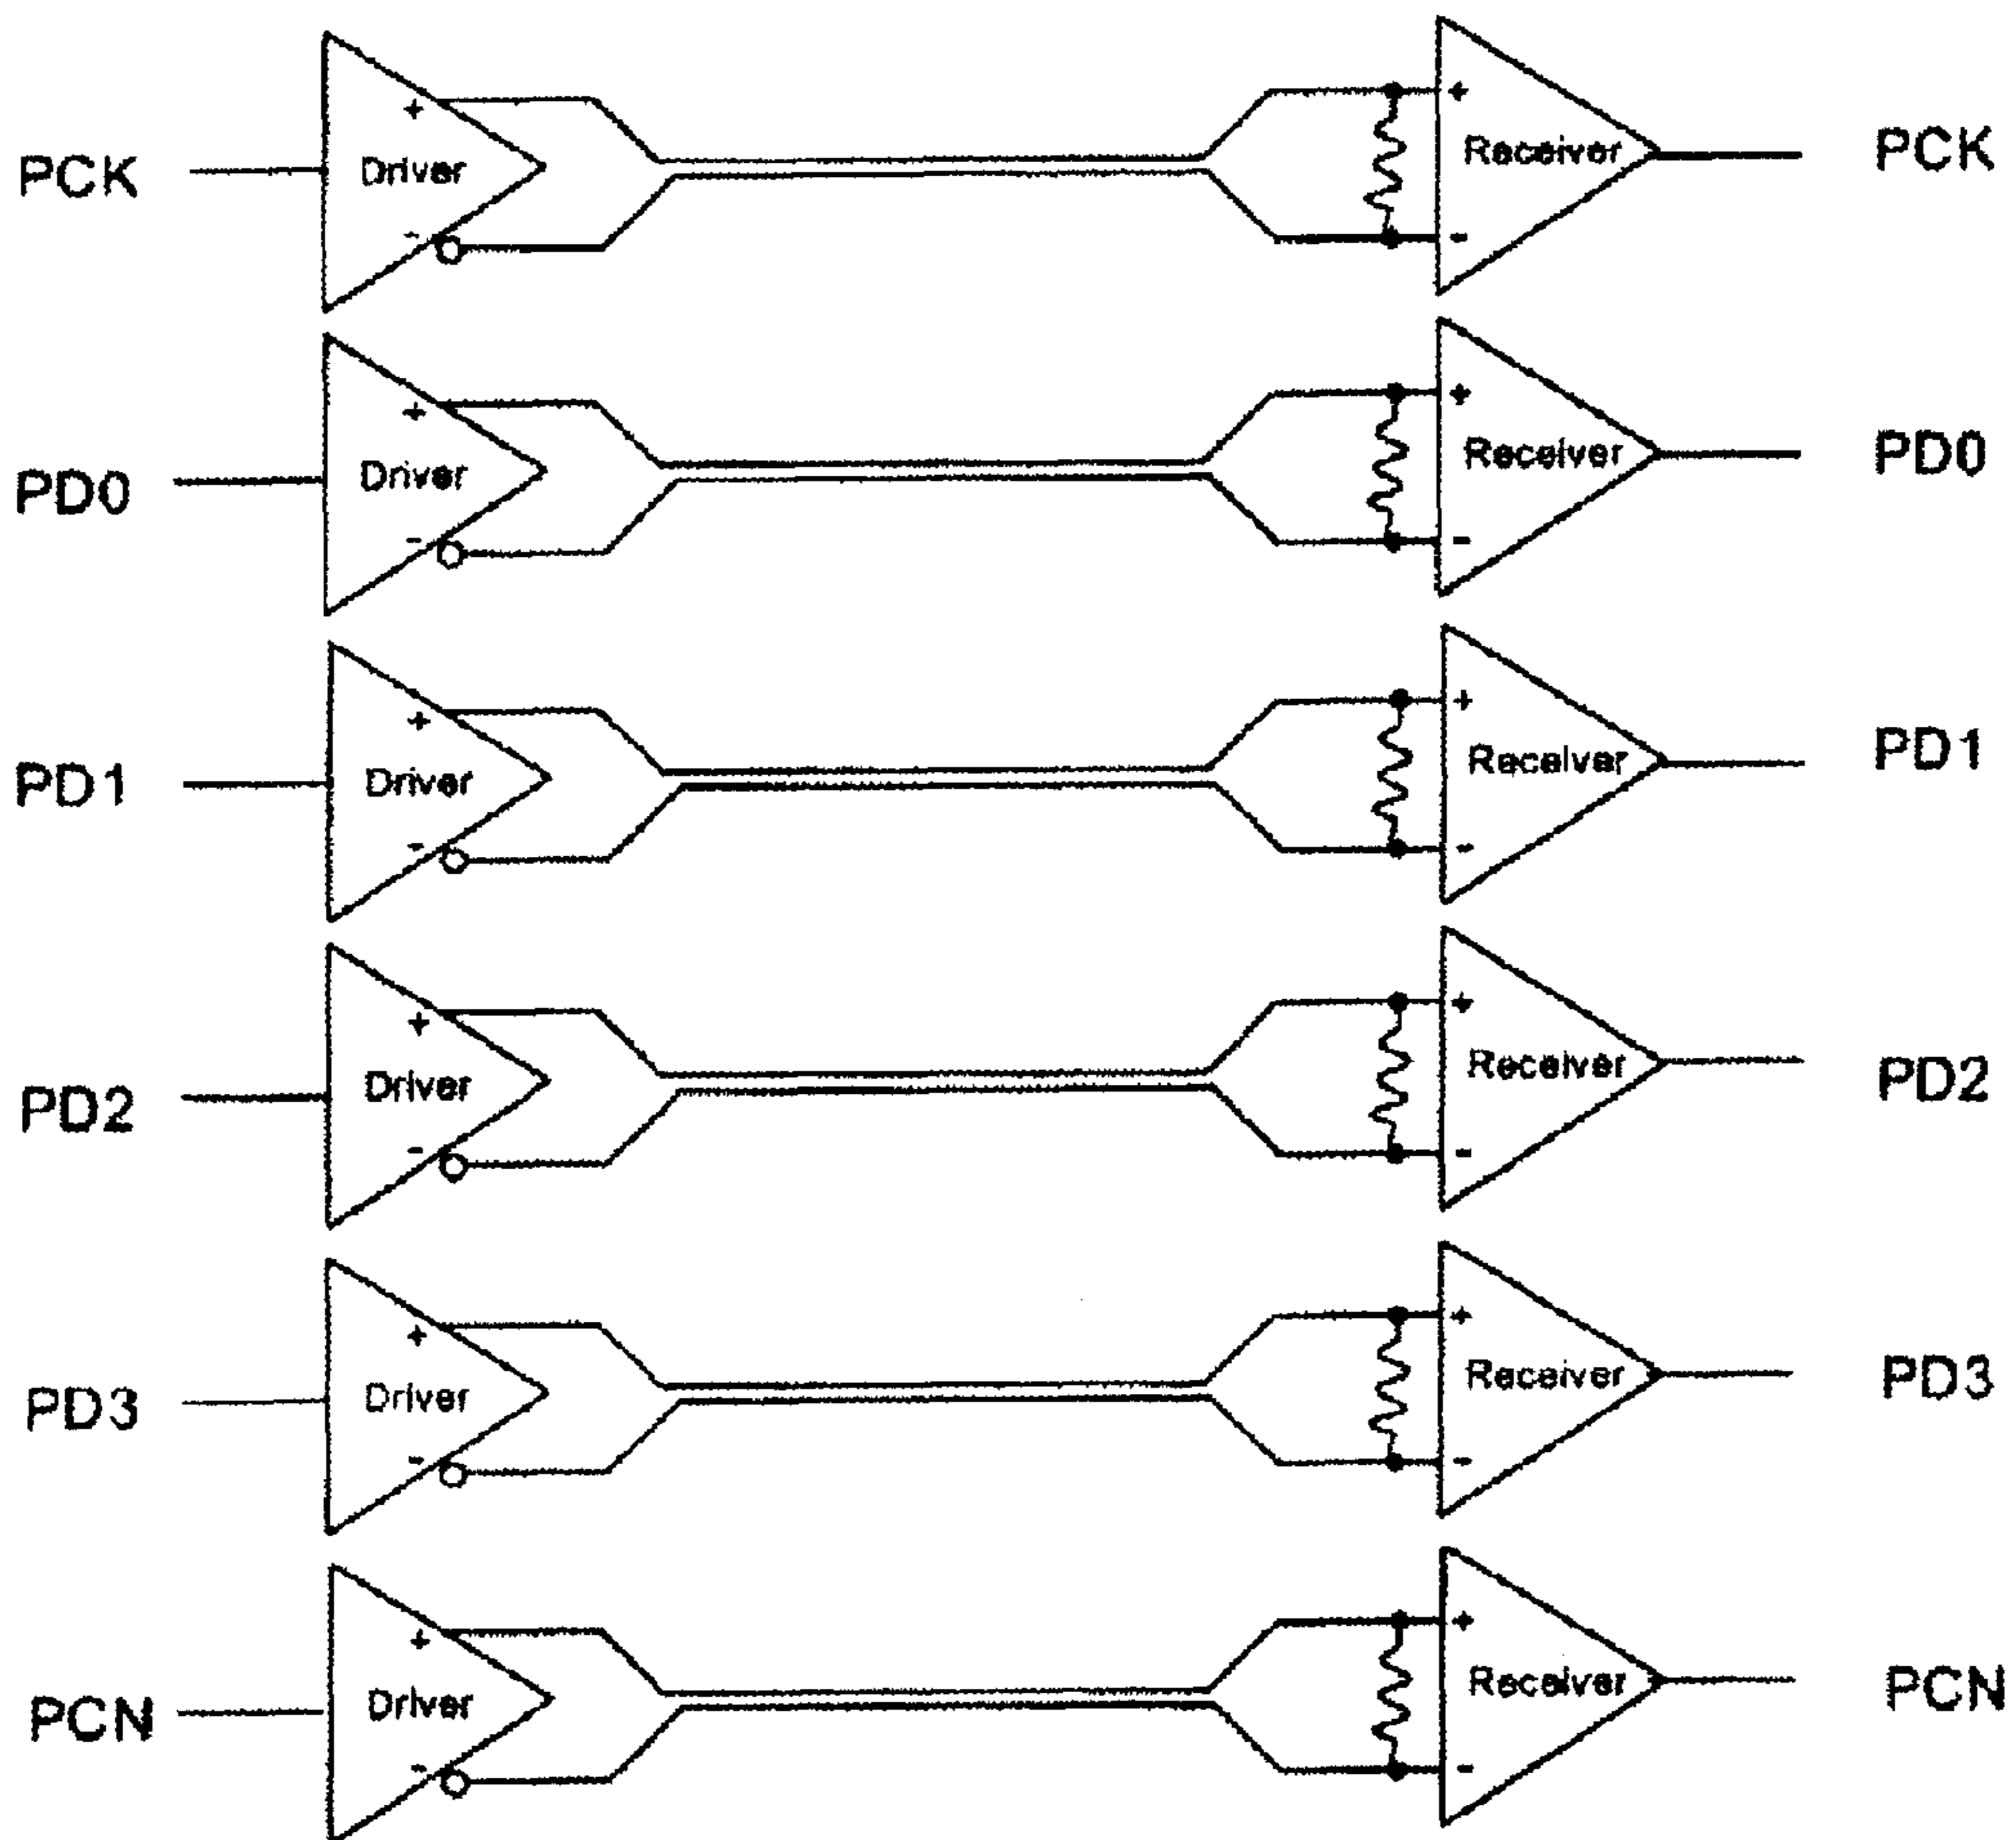 PCK + Driver - + Receiver - PCK
PD0 + Driver - + Receiver - PD0
PD1 + Driver - + Receiver - PD1
PD2 + Driver - + Receiver - PD2
PD3 + Driver - + Receiver - PD3
PCN + Driver - + Receiver - PCN